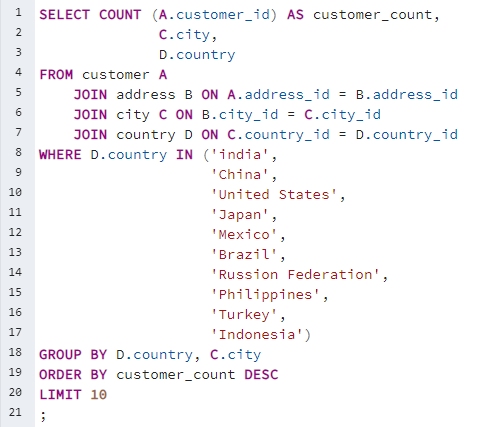 1 SELECT COUNT (A.customer_id) AS customer_count,
2 C.city,
3 D.country
4 FROM customer A
5 JOIN address B ON A.address_id = B.address_id
6 JOIN city C ON B.city_id = C.city_id
7 JOIN country D ON C.country_id = D.country_id
8 WHERE D.country IN ('india',
9 'China',
10 'United States',
11 'Japan',
12 'Mexico',
13 'Brazil',
14 'Russion Federation',
15 'Philippines',
16 'Turkey',
17 'Indonesia')
18 GROUP BY D.country, C.city
19 ORDER BY customer_count DESC
20 LIMIT 10
21 ;